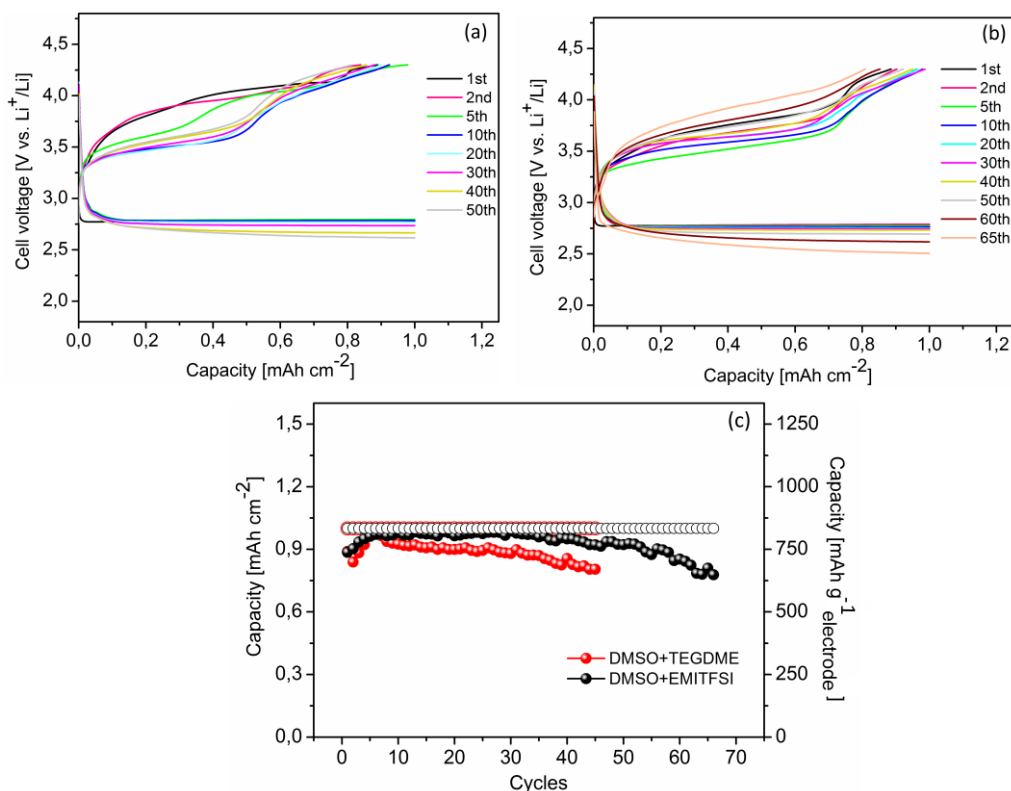 (a)
4,5
4,0
3,5
3,0
2,5
2,0
Cell voltage [V vs. Li⁺/Li]
0,0 0,2 0,4 0,6 0,8 1,0 1,2
Capacity [mAh cm⁻²]
1st
2nd
5th
10th
20th
30th
40th
50th
(b)
4,5
4,0
3,5
3,0
2,5
2,0
Cell voltage [V vs. Li⁺/Li]
0,0 0,2 0,4 0,6 0,8 1,0 1,2
Capacity [mAh cm⁻²]
1st
2nd
5th
10th
20th
30th
40th
50th
60th
65th
(c)
1,5
1,2
0,9
0,6
0,3
0,0
Capacity [mAh cm⁻²]
1250
1000
750
500
250
0
Capacity [mAh g⁻¹ electrode]
DMSO+TEGDME
DMSO+EMITFSI
0 10 20 30 40 50 60 70
Cycles